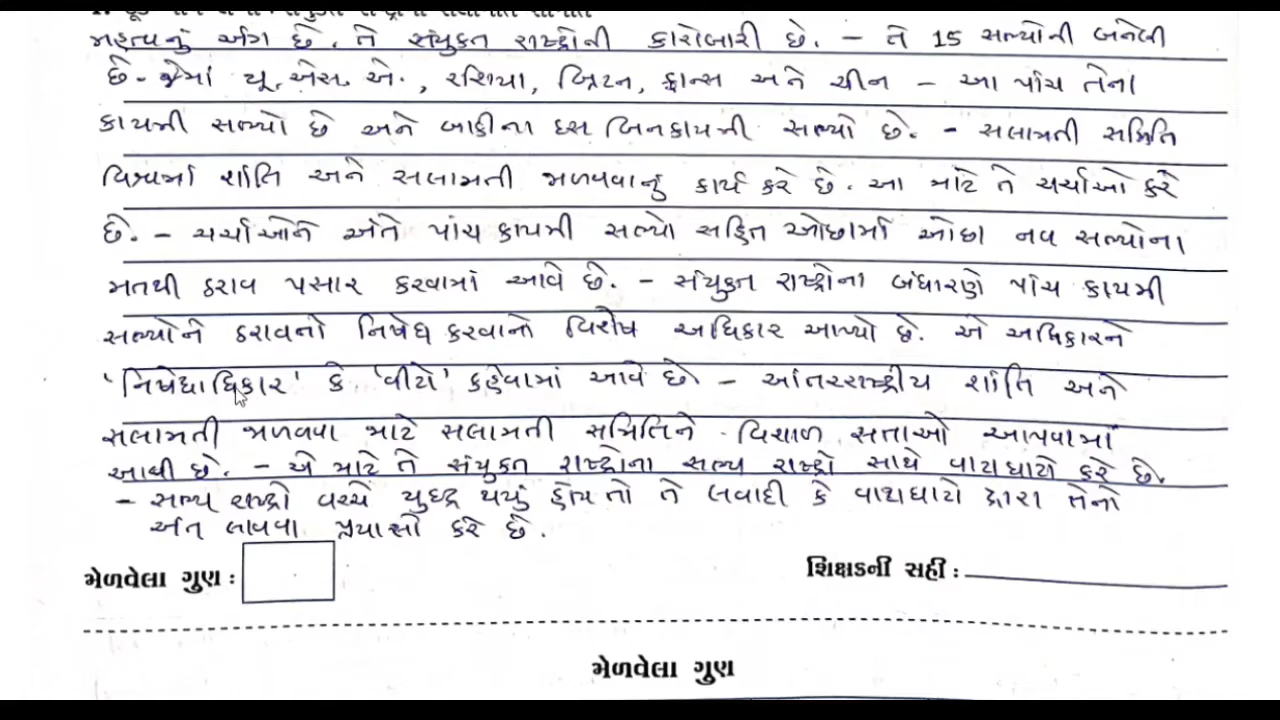 મહત્વનું અંગ છે. તે સંયુક્ત રાષ્ટ્રોની કારોબારી છે. – તે 15 સભ્યોની બનેલી
છે – જેમાં યૂ. એસ. એ., રશિયા, બ્રિટન, ફ્રાન્સ અને ચીન – આ પાંચ તેના
કાયમી સભ્યો છે અને બાકીના દસ બિનકાયમી સભ્યો છે. – સલામતી સમિતિ
વિશ્વમાં શાંતિ અને સલામતી જાળવવાનું કાર્ય કરે છે. આ માટે તે ચર્ચાઓ કરે
છે. – ચર્ચાઓને અંતે પાંચ કાયમી સભ્યો સહિત ઓછામાં ઓછા નવ સભ્યોના
મતથી ઠરાવ પસાર કરવામાં આવે છે. – સંયુક્ત રાષ્ટ્રોના બંધારણે પાંચ કાયમી
સભ્યોને ઠરાવનો નિષેધ કરવાનો વિશેષ અધિકાર આપ્યો છે. એ અધિકારને
'નિષેધાધિકાર' કે 'વીટો' કહેવામાં આવે છે – આંતરરાષ્ટ્રીય શાંતિ અને
સલામતી જાળવવા માટે સલામતી સમિતિને વિશાળ સત્તાઓ આપવામાં
આવી છે. – એ માટે તે સંયુક્ત રાષ્ટ્રોના સભ્ય રાષ્ટ્રો સાથે વાટાઘાટો કરે છે.
– સભ્ય રાષ્ટ્રો વચ્ચે યુદ્ધ થયું હોય તો તે લવાદી કે વાટાઘાટો દ્વારા તેનો
અંત લાવવા પ્રયાસો કરે છે.
મેળવેલા ગુણ :
શિક્ષકની સહી :
મેળવેલા ગુણ